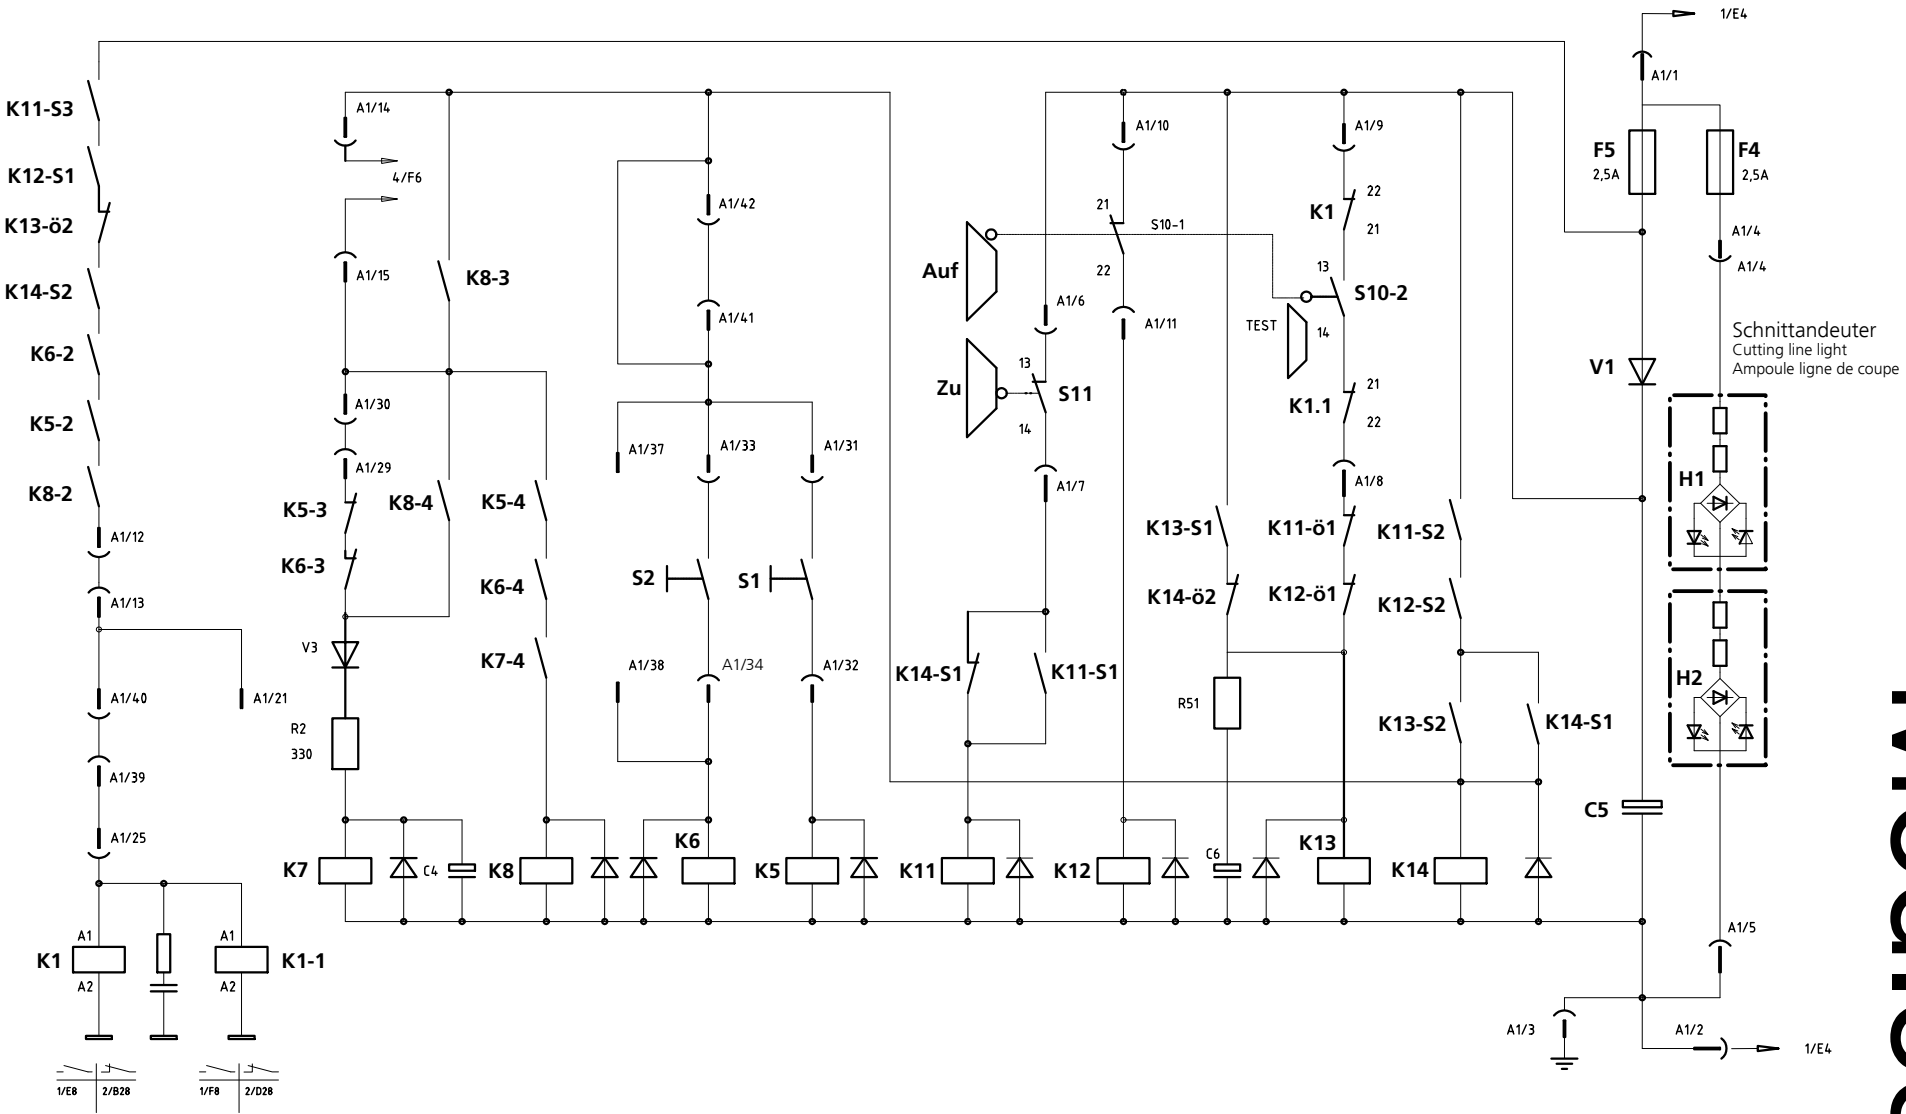 1/E4
A1/1
K11-S3
K12-S1
K13-ö2
K14-S2
K6-2
K5-2
K8-2
A1/12
A1/13
A1/40
A1/21
A1/39
A1/25
A1
K1
A2
A1
K1-1
A2
1/E8
2/B28
1/F8
2/D28
A1/14
4/F6
A1/15
K8-3
A1/30
A1/29
K5-3
K8-4
K5-4
K6-3
K6-4
V3
K7-4
R2
330
K7
C4
K8
A1/42
A1/41
A1/37
A1/33
A1/31
S2
S1
A1/38
A1/34
A1/32
K6
K5
A1/10
A1/9
21
S10-1
22
Auf
A1/6
A1/11
Zu
13
S11
14
A1/7
K14-S1
K11-S1
K11
K12
22
K1
21
13
S10-2
TEST
14
21
K1.1
22
A1/8
K13-S1
K11-ö1
K11-S2
K14-ö2
K12-ö1
K12-S2
R51
K13-S2
K14-S1
C6
K13
K14
F5
2,5A
F4
2,5A
A1/4
A1/4
Schnittandeuter
Cutting line light
Ampoule ligne de coupe
V1
H1
H2
C5
A1/5
A1/3
A1/2
1/E4